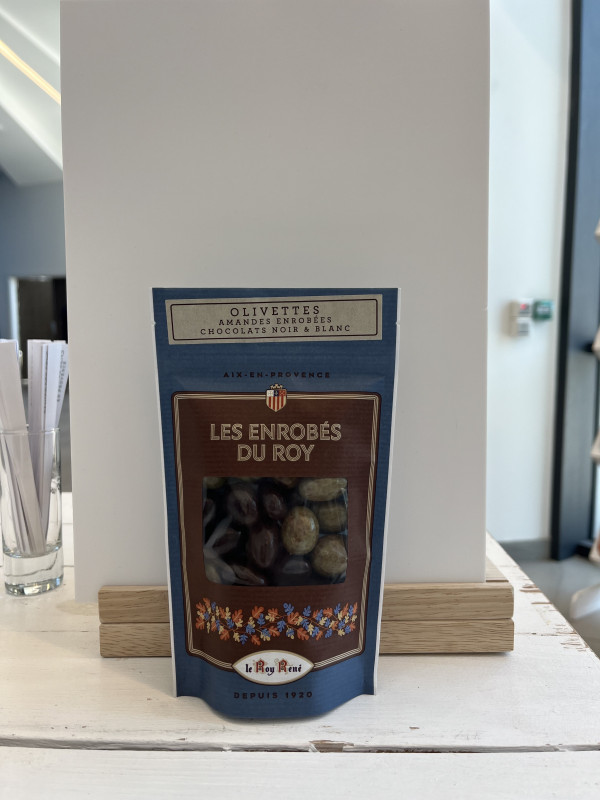 OLIVETTES
AMANDES ENROBÉES
CHOCOLATS NOIR & BLANC
AIX-EN-PROVENCE
LES ENROBÉS
DU ROY
le Roy René
DEPUIS 1920